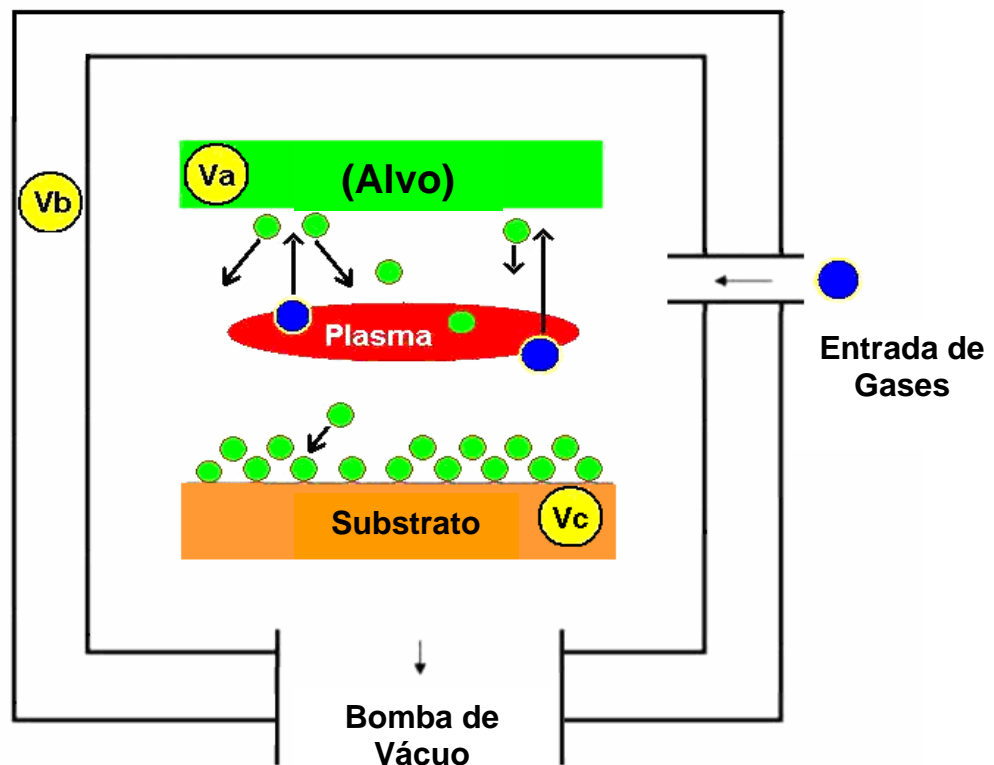 Va
(Alvo)
Vb
Plasma
Entrada de
Gases
Substrato
Vc
Bomba de
Vácuo